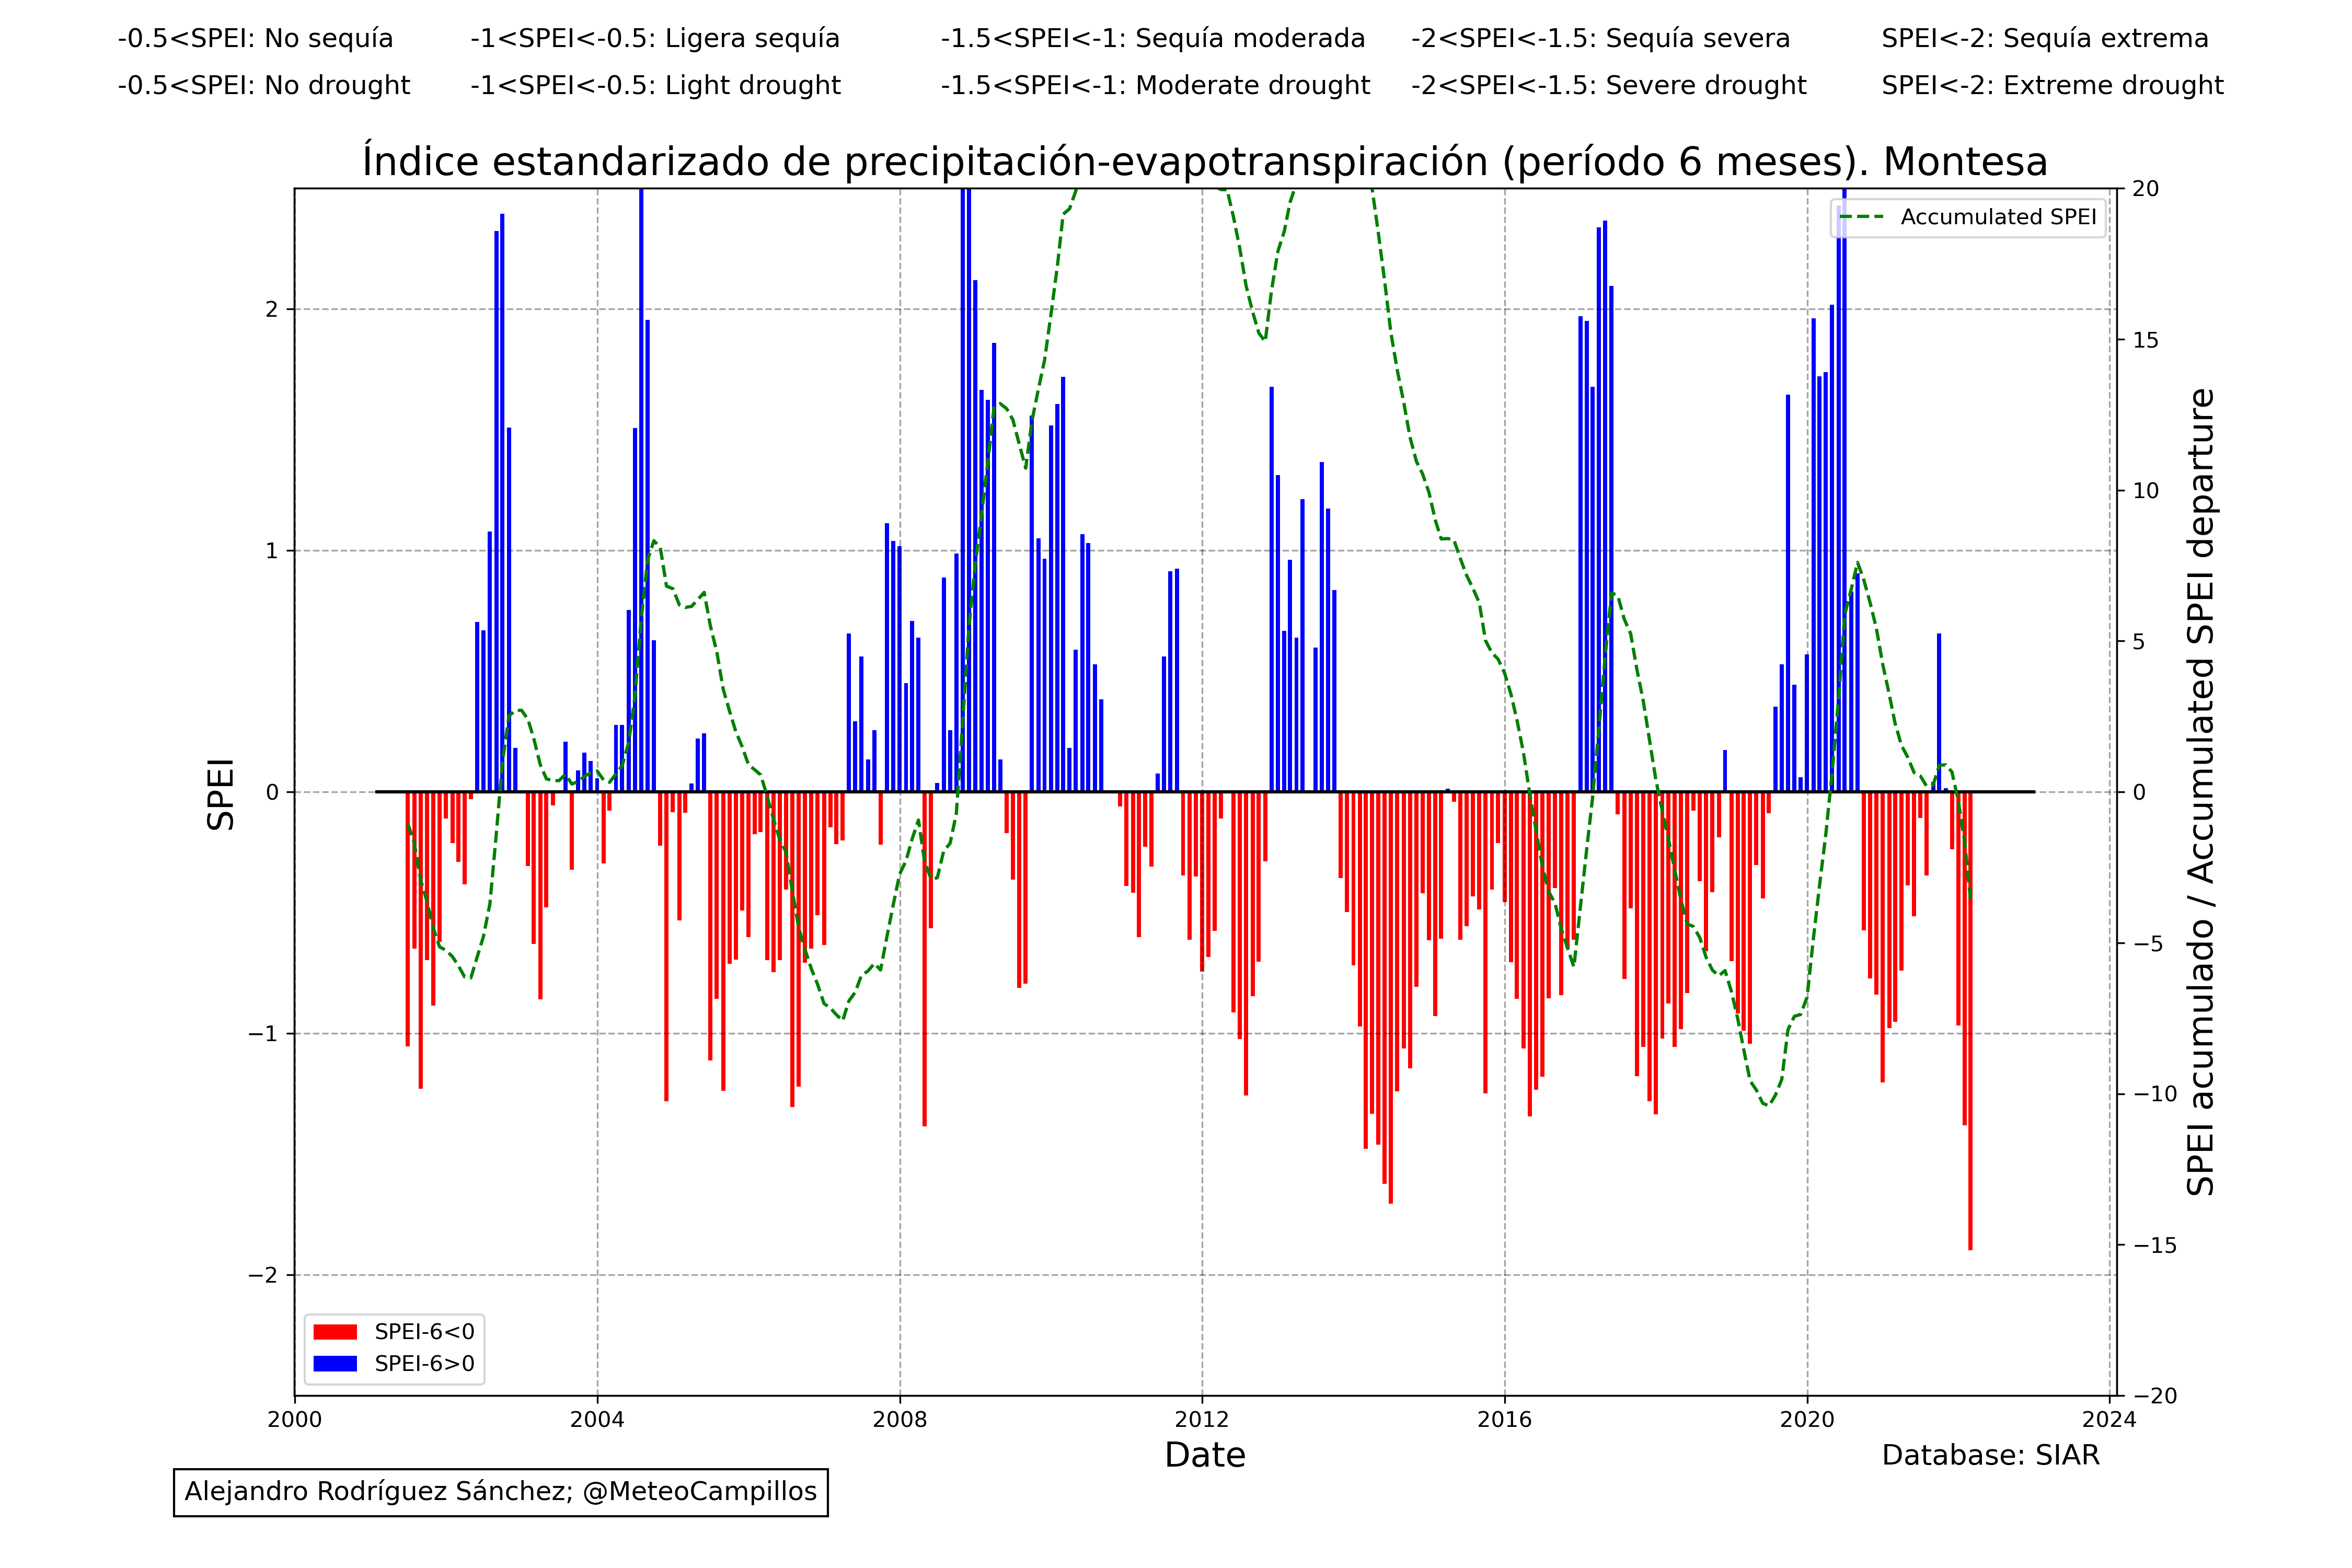 -0.5<SPEI: No sequía -1<SPEI<-0.5: Ligera sequía -1.5<SPEI<-1: Sequía moderada -2<SPEI<-1.5: Sequía severa SPEI<-2: Sequía extrema
-0.5<SPEI: No drought -1<SPEI<-0.5: Light drought -1.5<SPEI<-1: Moderate drought -2<SPEI<-1.5: Severe drought SPEI<-2: Extreme drought
Índice estandarizado de precipitación-evapotranspiración (período 6 meses). Montesa
Accumulated SPEI
2
1
0
−1
−2
SPEI
20
15
10
5
0
−5
−10
−15
−20
SPEI acumulado / Accumulated SPEI departure
SPEI-6<0
SPEI-6>0
2000 2004 2008 2012 2016 2020 2024
Date
Database: SIAR
Alejandro Rodríguez Sánchez; @MeteoCampillos